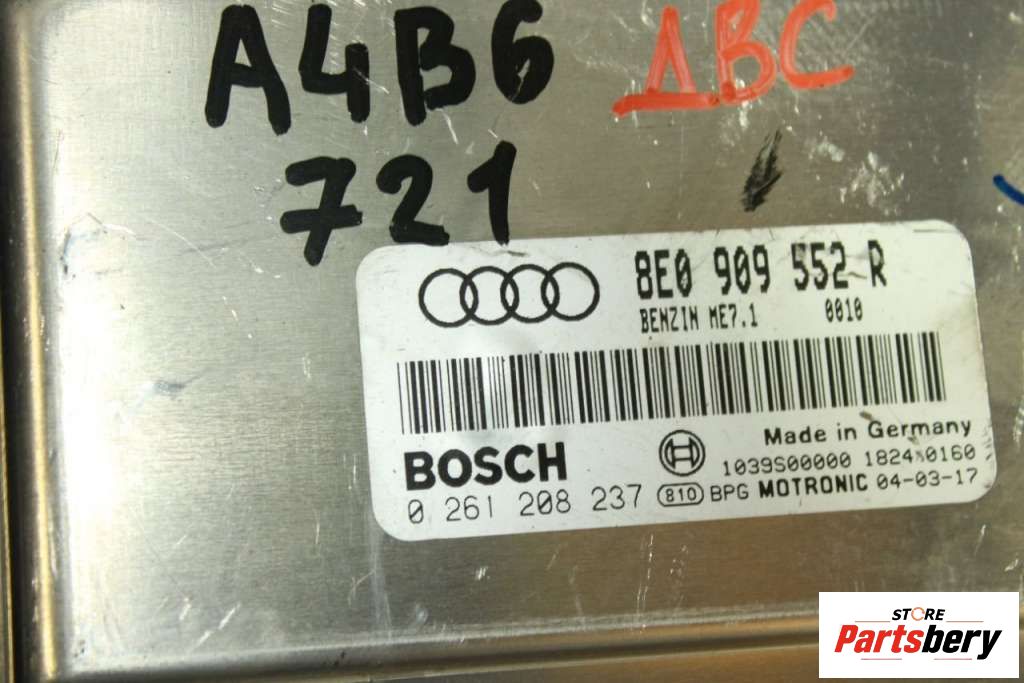 A4B6 ДВС
721
8E0 909 552 R
BENZIN ME7.1 0010
Made in Germany
BOSCH
1039S00000 1824 0160
0 261 208 237 810 BPG MOTRONIC 04-03-17
STORE
Partsbery